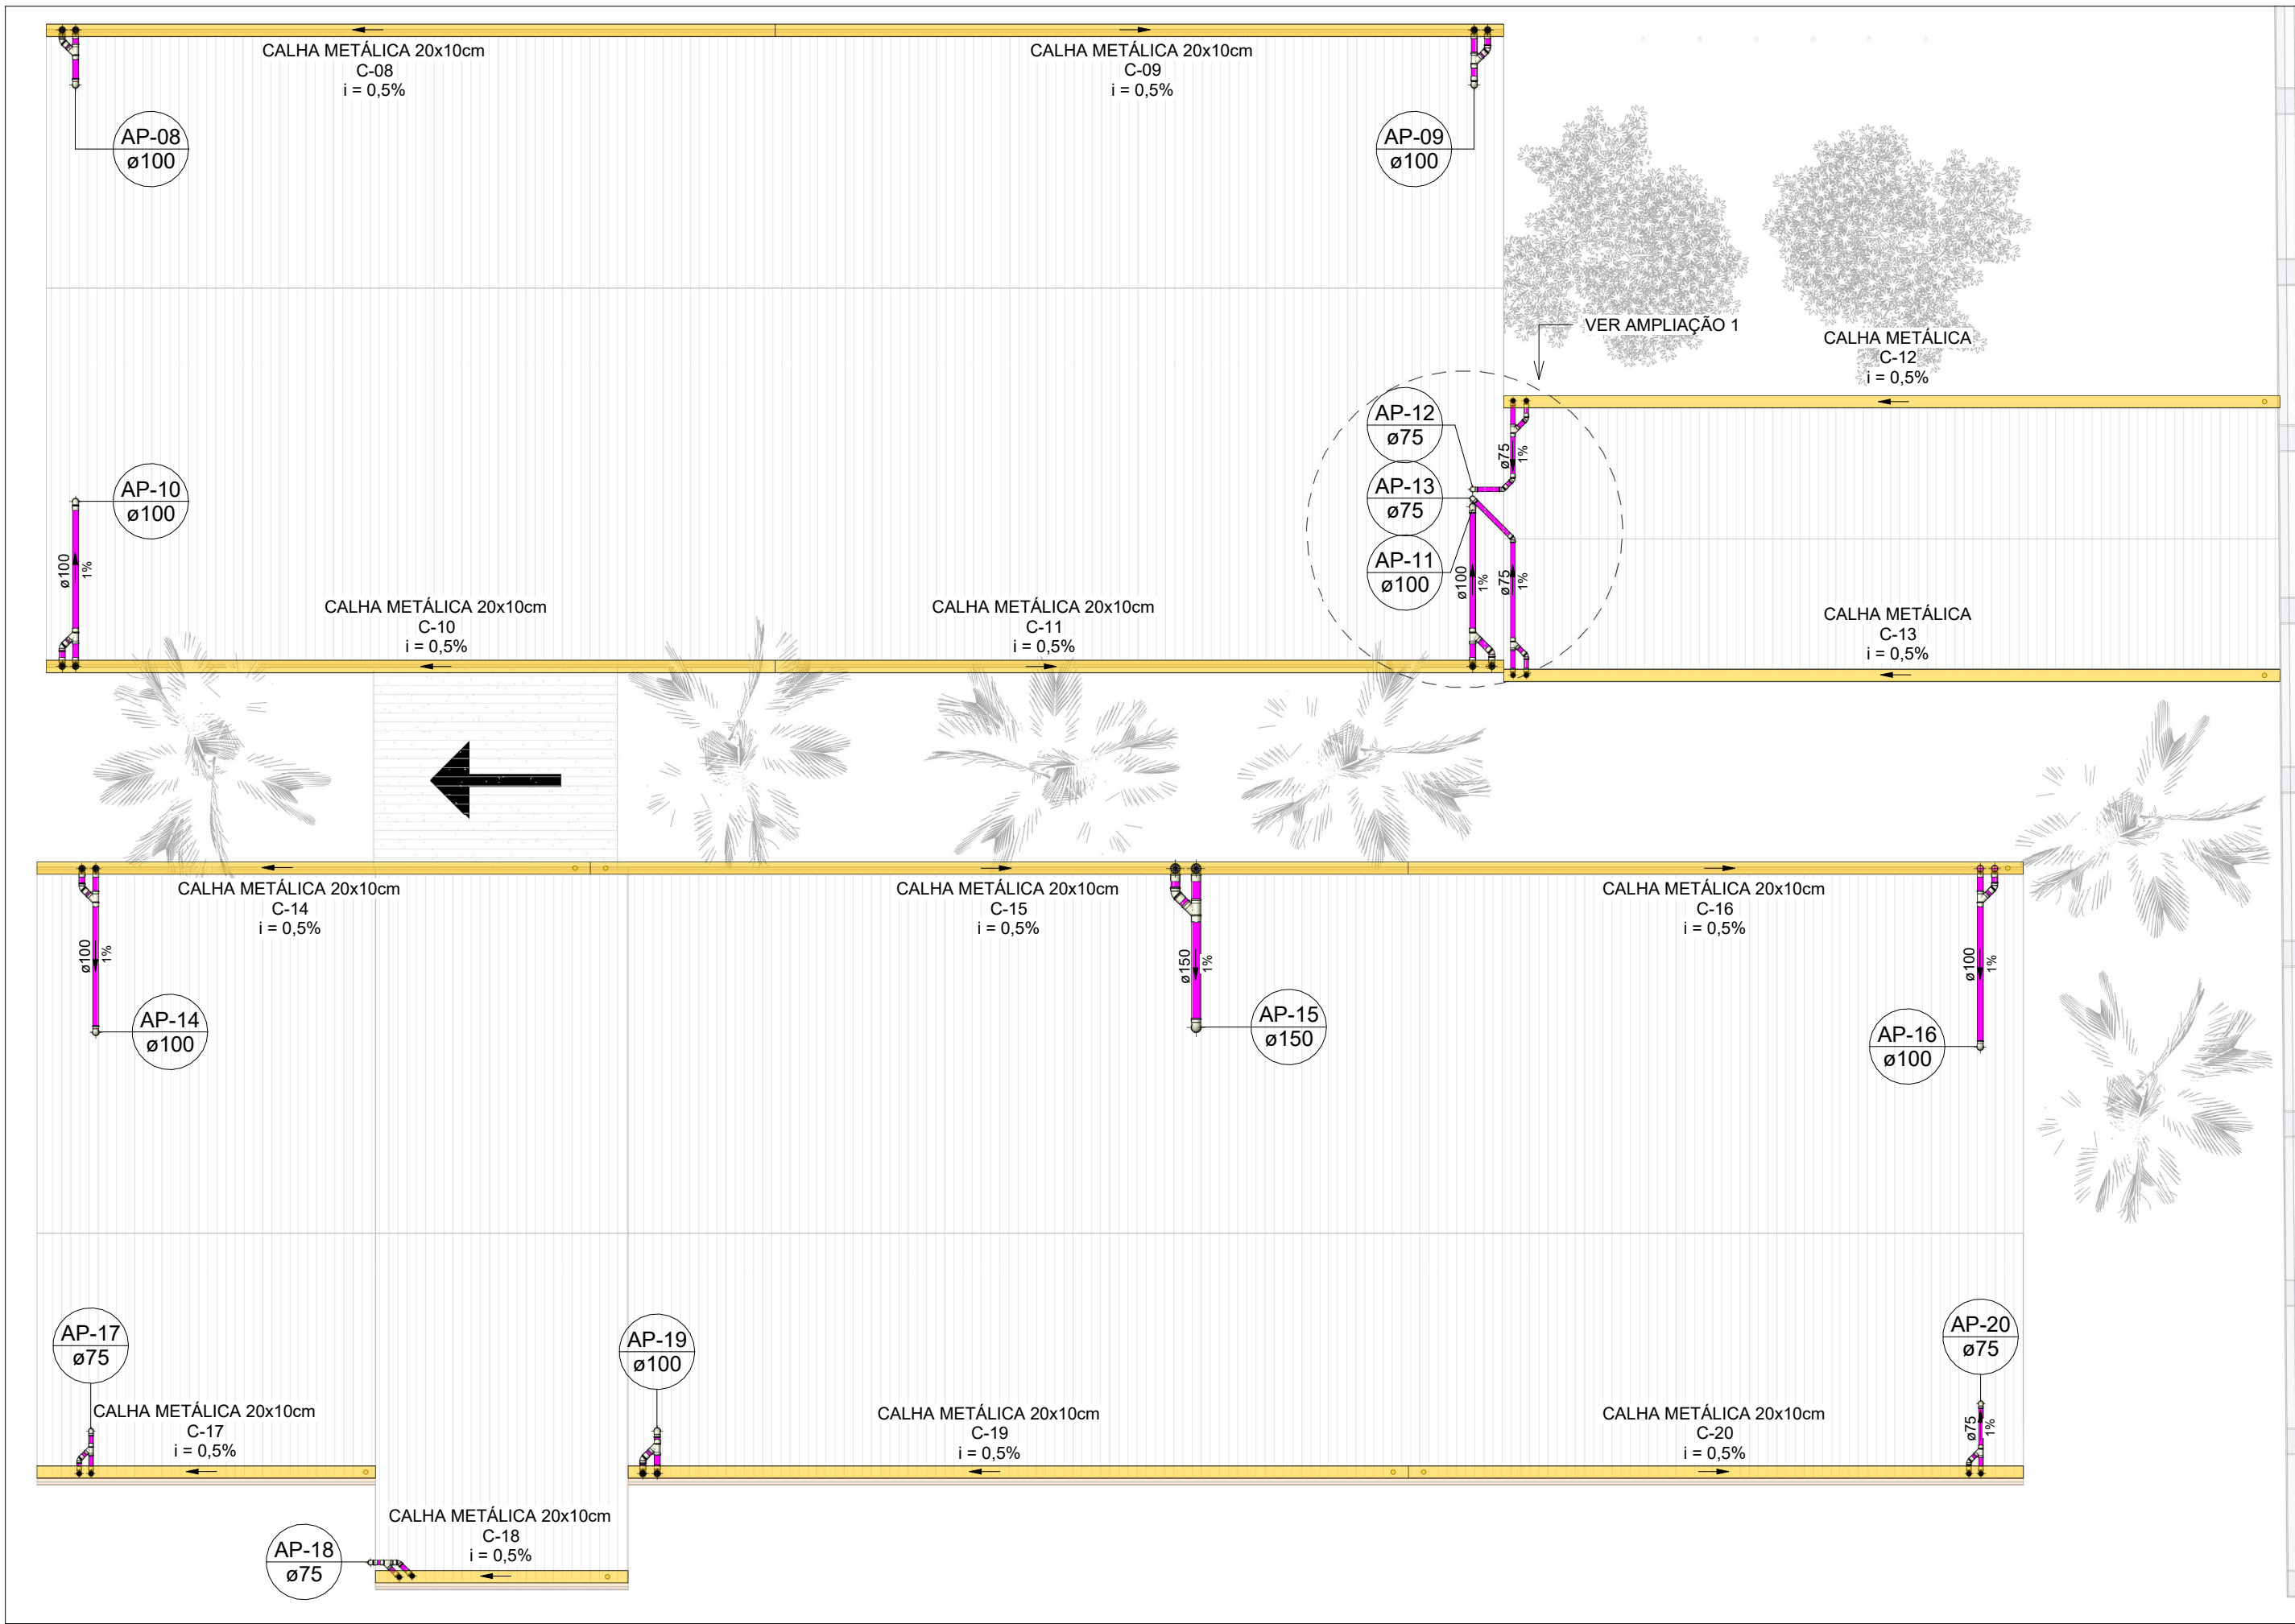 CALHA METÁLICA 20x10cm
C-08
i = 0,5%
CALHA METÁLICA 20x10cm
C-09
i = 0,5%
AP-08
ø100
AP-09
ø100
VER AMPLIAÇÃO 1
CALHA METÁLICA
C-12
i = 0,5%
AP-12
ø75
ø75
1%
AP-10
ø100
AP-13
ø75
ø100
1%
AP-11
ø100
ø100
1%
ø75
1%
CALHA METÁLICA 20x10cm
C-10
i = 0,5%
CALHA METÁLICA 20x10cm
C-11
i = 0,5%
CALHA METÁLICA
C-13
i = 0,5%
CALHA METÁLICA 20x10cm
C-14
i = 0,5%
CALHA METÁLICA 20x10cm
C-15
i = 0,5%
CALHA METÁLICA 20x10cm
C-16
i = 0,5%
ø100
1%
ø150
1%
ø100
1%
AP-14
ø100
AP-15
ø150
AP-16
ø100
AP-17
ø75
AP-19
ø100
AP-20
ø75
CALHA METÁLICA 20x10cm
C-17
i = 0,5%
CALHA METÁLICA 20x10cm
C-19
i = 0,5%
CALHA METÁLICA 20x10cm
C-20
i = 0,5%
ø75
1%
CALHA METÁLICA 20x10cm
C-18
i = 0,5%
AP-18
ø75